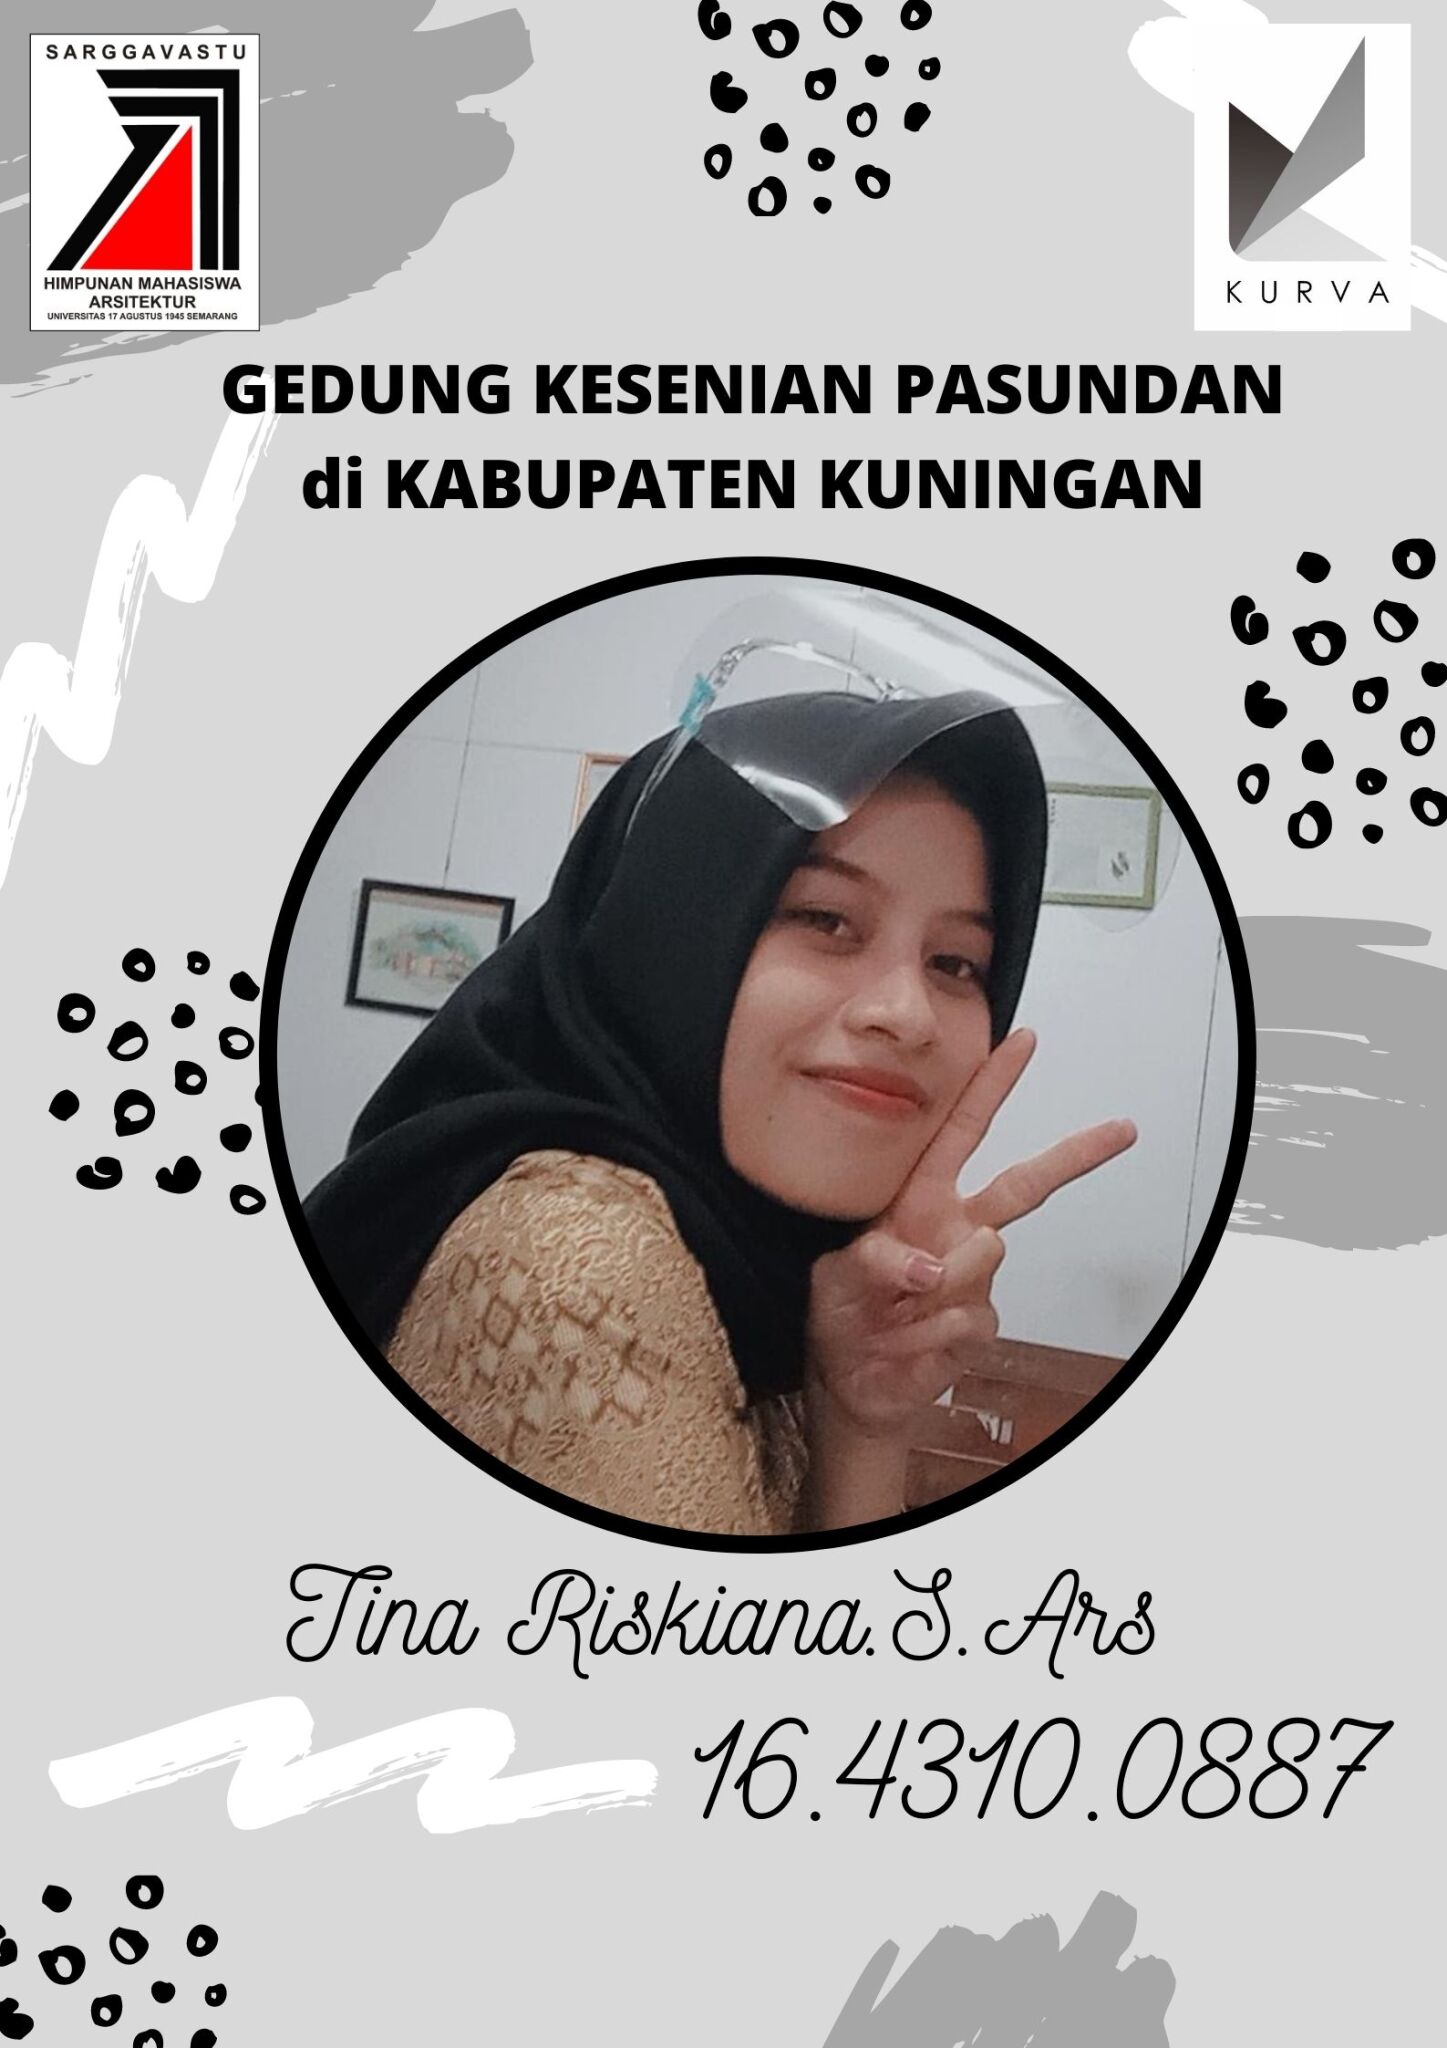 SARGGAVASTU
HIMPUNAN MAHASISWA
ARSITEKTUR
UNIVERSITAS 17 AGUSTUS 1945 SEMARANG
KURVA
GEDUNG KESENIAN PASUNDAN
di KABUPATEN KUNINGAN
Tina Riskiana.S.Ars
16.4310.0887